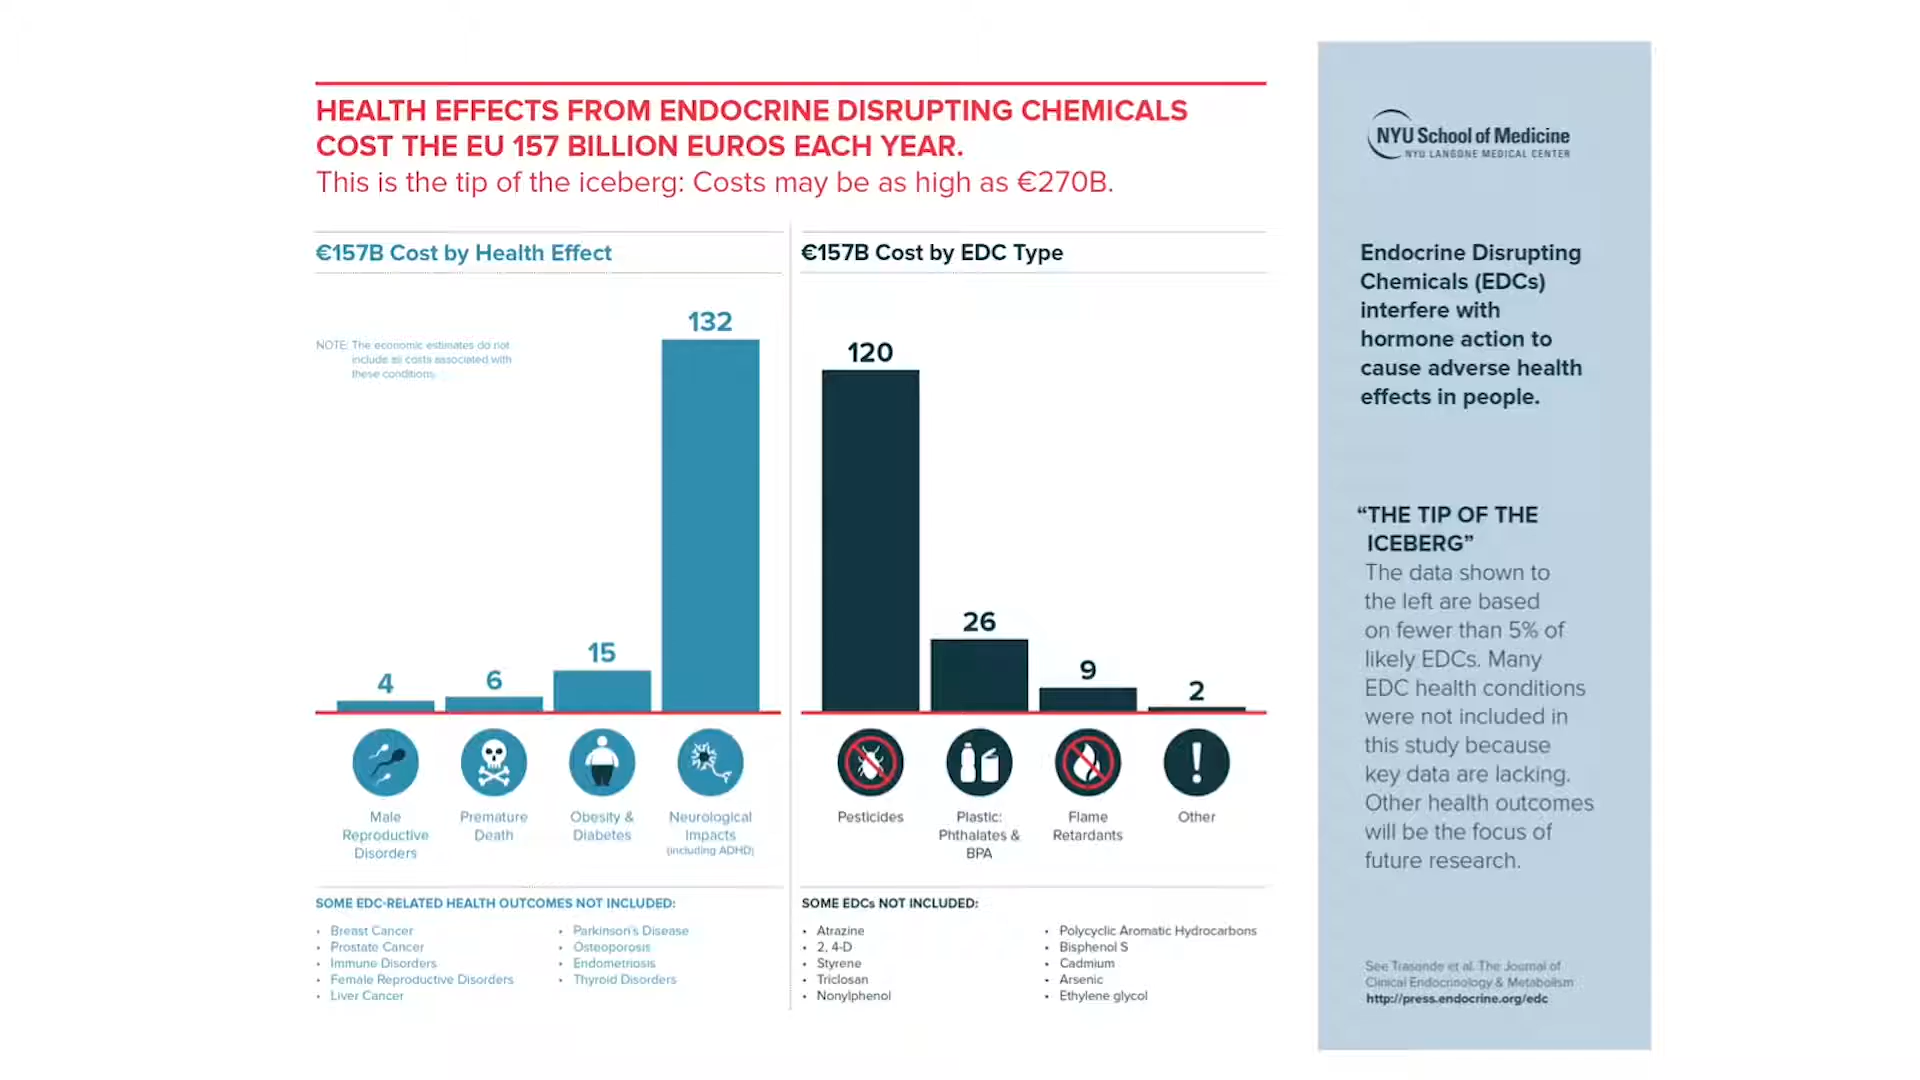 HEALTH EFFECTS FROM ENDOCRINE DISRUPTING CHEMICALS
COST THE EU 157 BILLION EUROS EACH YEAR.
This is the tip of the iceberg: Costs may be as high as €270B.
€157B Cost by Health Effect
NOTE: The economic estimates do not
include all costs associated with
these conditions.
4
6
15
132
Male
Reproductive
Disorders
Premature
Death
Obesity &
Diabetes
Neurological
Impacts
(including ADHD)
SOME EDC-RELATED HEALTH OUTCOMES NOT INCLUDED:
• Breast Cancer
• Prostate Cancer
• Immune Disorders
• Female Reproductive Disorders
• Liver Cancer
• Parkinson's Disease
• Osteoporosis
• Endometriosis
• Thyroid Disorders
€157B Cost by EDC Type
120
26
9
2
Pesticides
Plastic:
Phthalates &
BPA
Flame
Retardants
Other
SOME EDCs NOT INCLUDED:
• Atrazine
• 2, 4-D
• Styrene
• Triclosan
• Nonylphenol
• Polycyclic Aromatic Hydrocarbons
• Bisphenol S
• Cadmium
• Arsenic
• Ethylene glycol
NYU School of Medicine
NYU LANGONE MEDICAL CENTER
Endocrine Disrupting
Chemicals (EDCs)
interfere with
hormone action to
cause adverse health
effects in people.
“THE TIP OF THE
ICEBERG”
The data shown to
the left are based
on fewer than 5% of
likely EDCs. Many
EDC health conditions
were not included in
this study because
key data are lacking.
Other health outcomes
will be the focus of
future research.
See Trasande et al. The Journal of
Clinical Endocrinology & Metabolism
http://press.endocrine.org/edc